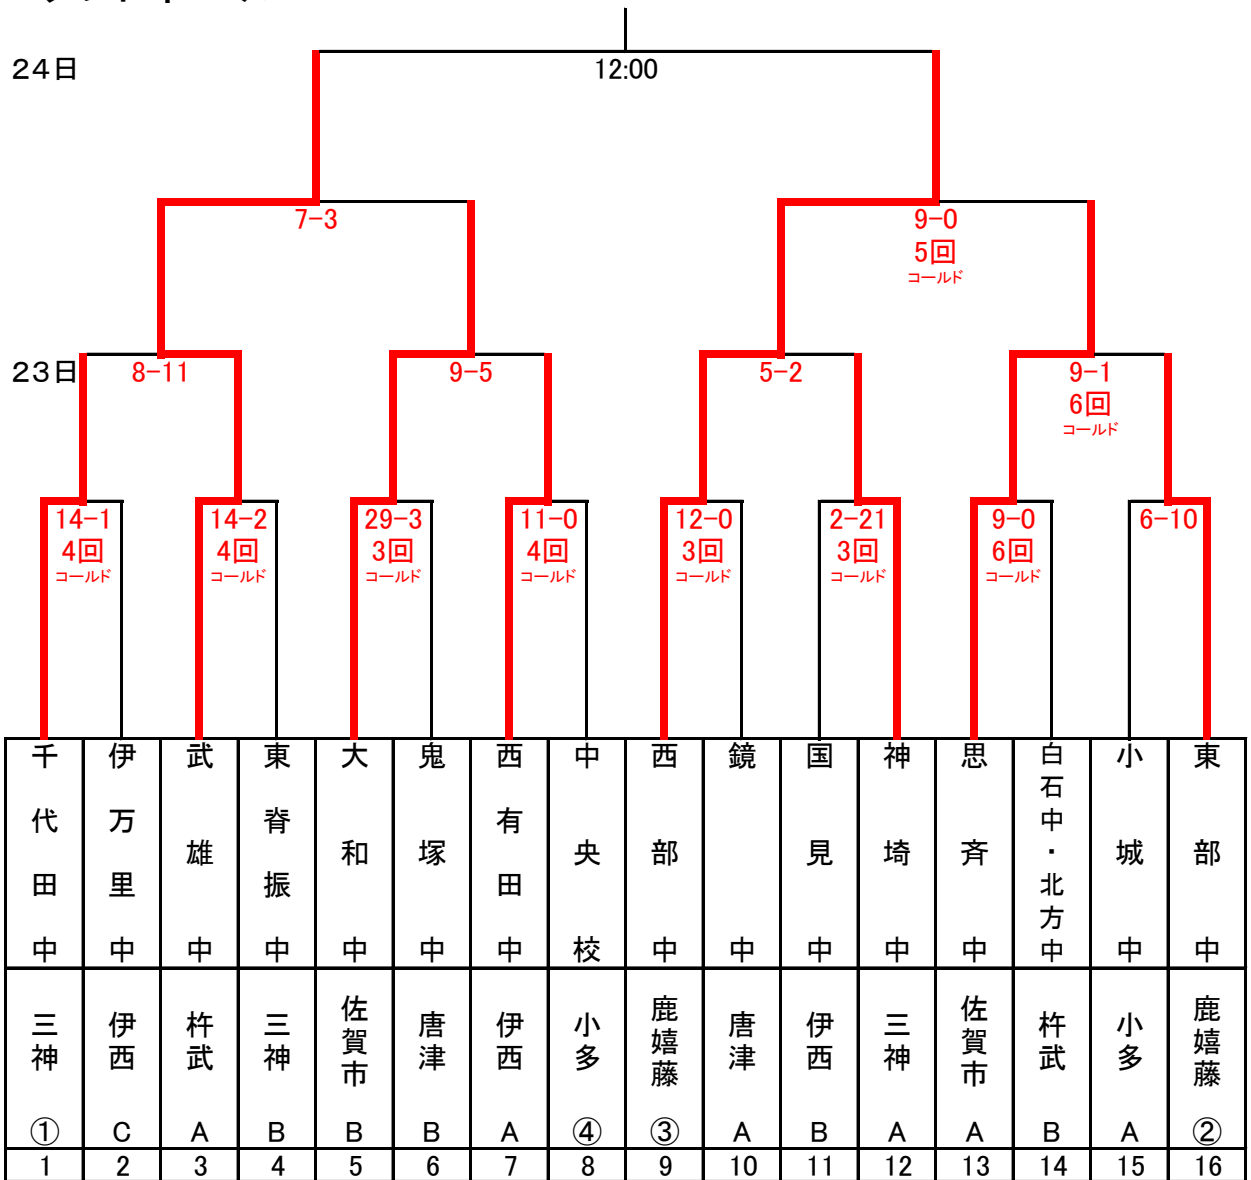 24日
12:00
7-3
9-0
5回
コールド
23日
8-11
9-5
5-2
9-1
6回
コールド
14-1
4回
コールド
14-2
4回
コールド
29-3
3回
コールド
11-0
4回
コールド
12-0
3回
コールド
2-21
3回
コールド
9-0
6回
コールド
6-10
千代田中
伊万里中
武雄中
東脊振中
大和中
鬼塚中
西有田中
中央校
西部中
鏡中
国見中
神埼中
思斉中
白石中・北方中
小城中
東部中
三神
伊西
杵武
三神
佐賀市
唐津
伊西
小多
鹿嬉藤
唐津
伊西
三神
佐賀市
杵武
小多
鹿嬉藤
① C A B B B A ④ ③ A B A A B A ②
1 2 3 4 5 6 7 8 9 10 11 12 13 14 15 16